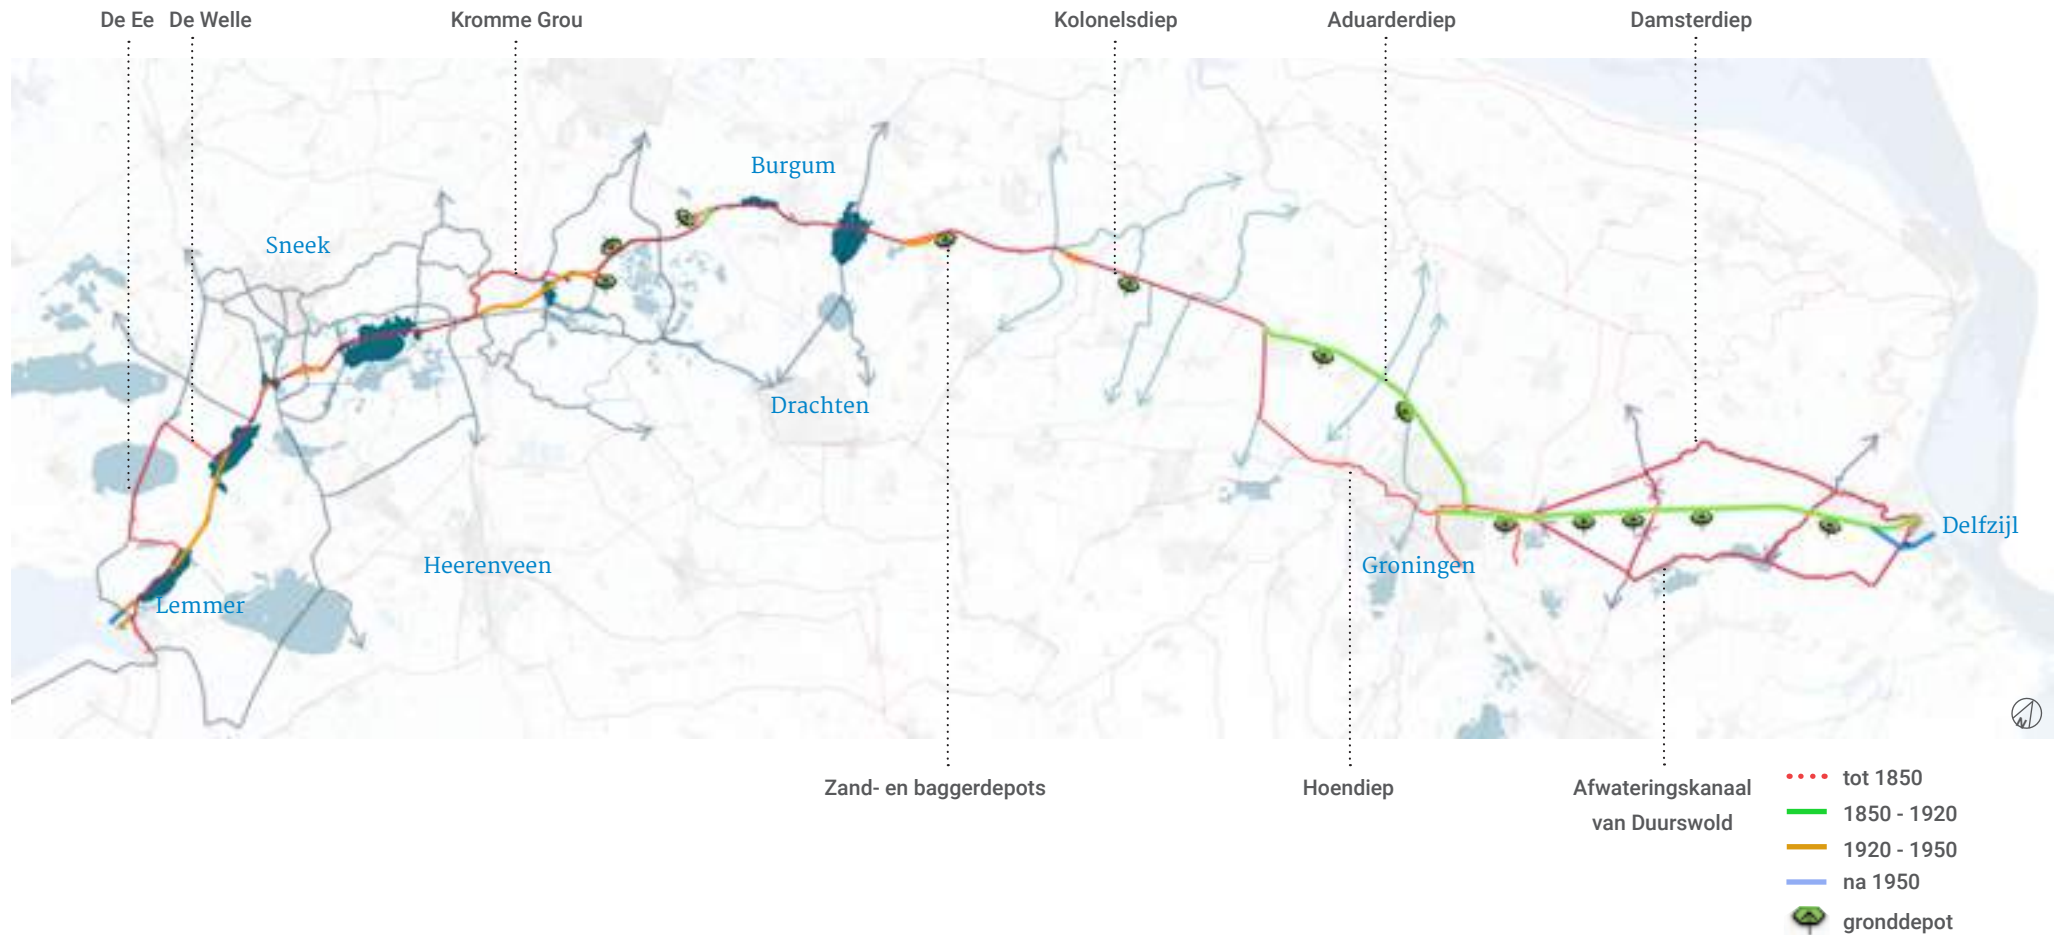 De Ee
De Welle
Kromme Grou
Kolonelsdiep
Aduarderdiep
Damsterdiep
Burgum
Sneek
Drachten
Delfzijl
Heerenveen
Groningen
Lemmer
N
Zand- en baggerdepots
Hoendiep
Afwateringskanaal
van Duurswold
tot 1850
1850 - 1920
1920 - 1950
na 1950
gronddepot